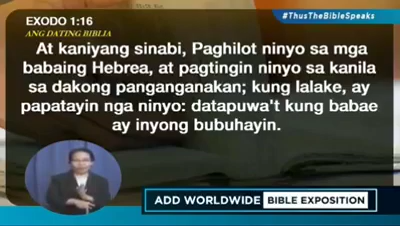 EXODO 1:16
ANG DATING BIBLIA
#ThusTheBibleSpeaks
At kaniyang sinabi, Paghilot ninyo sa mga
babaing Hebrea, at pagtingin ninyo sa kanila
sa dakong panganganakan; kung lalake, ay
papatayin nga ninyo: datapuwa't kung babae
ay inyong bubuhayin.
ADD WORLDWIDE BIBLE EXPOSITION